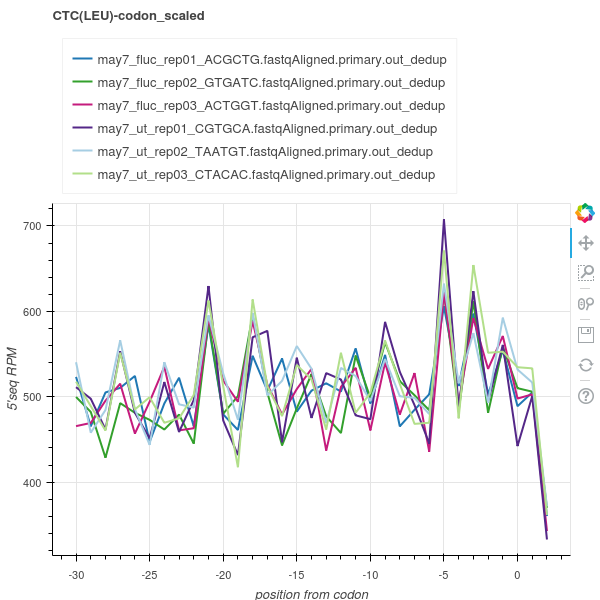 CTC(LEU)-codon_scaled
may7_fluc_rep01_ACGCTG.fastqAligned.primary.out_dedup
may7_fluc_rep02_GTGATC.fastqAligned.primary.out_dedup
may7_fluc_rep03_ACTGGT.fastqAligned.primary.out_dedup
may7_ut_rep01_CGTGCA.fastqAligned.primary.out_dedup
may7_ut_rep02_TAATGT.fastqAligned.primary.out_dedup
may7_ut_rep03_CTACAC.fastqAligned.primary.out_dedup
700
600
500
400
5'seq RPM
-30 -25 -20 -15 -10 -5 0
position from codon